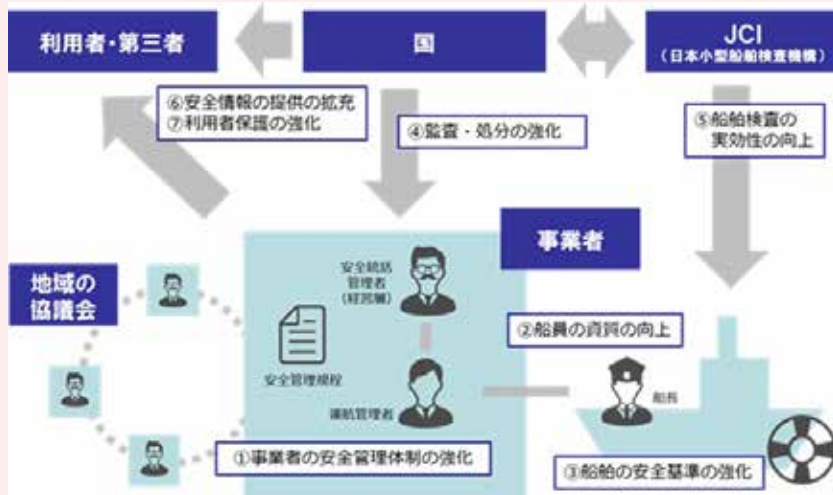 利用者・第三者
国
JCI
（日本小型船舶検査機構）
⑥安全情報の提供の拡充
⑦利用者保護の強化
④監査・処分の強化
⑤船舶検査の
実効性の向上
事業者
安全統括
管理者
（経営層）
地域の
協議会
②船員の資質の向上
安全管理規程
運航管理者
船長
①事業者の安全管理体制の強化
③船舶の安全基準の強化